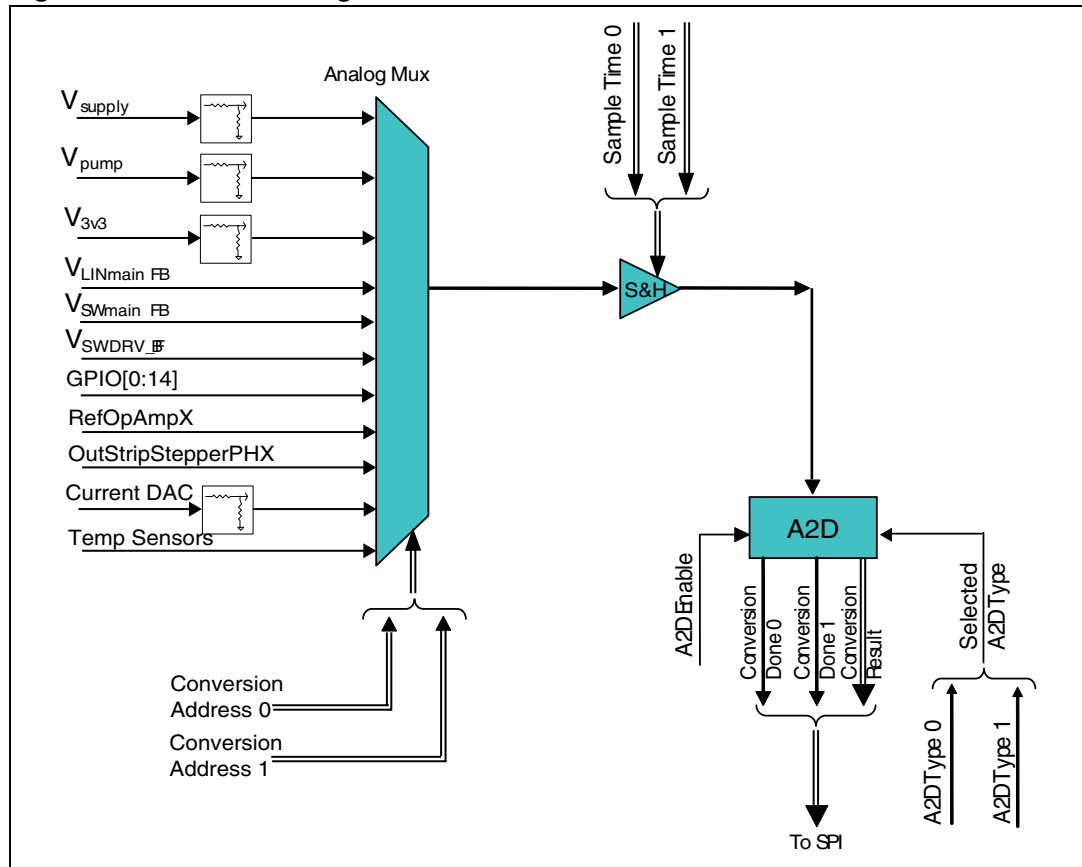 Analog Mux
Sample Time 0
Sample Time 1
Vsupply
Vpump
V3v3
VLINmain FB
VSWmain FB
VSWDRV_
GPIO[0:14]
RefOpAmpX
OutStripStepperPHX
Current DAC
Temp Sensors
S&H
A2D
A2DEnable
Conversion
Done 0
Conversion
Done 1
Conversion
Result
Selected
A2DType
A2DType 0
A2DType 1
Conversion
Address 0
Conversion
Address 1
To SPI